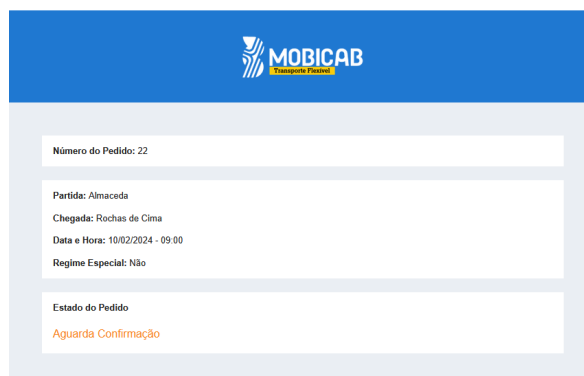 MOBICAB
Transporte Flexível
Número do Pedido: 22
Partida: Almaceda
Chegada: Rochas de Cima
Data e Hora: 10/02/2024 - 09:00
Regime Especial: Não
Estado do Pedido
Aguarda Confirmação